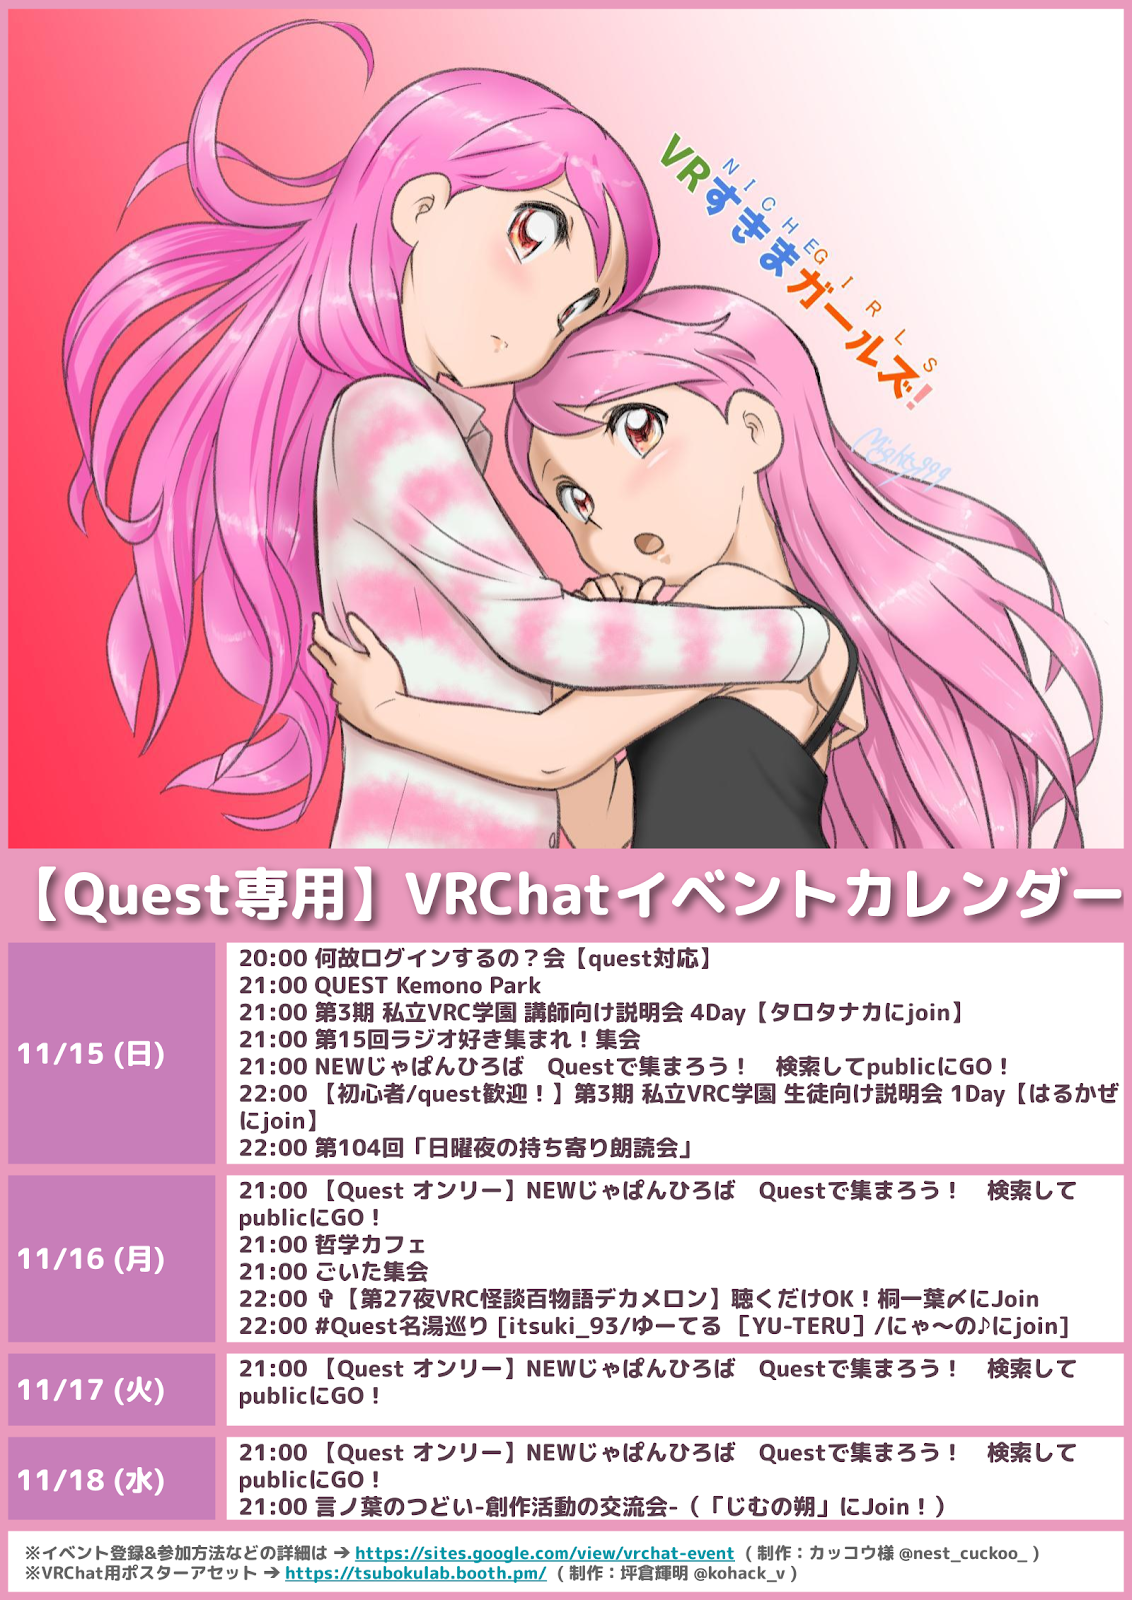 NICHE GIRLS
VRすきまガールズ!
Mighty999
【Quest専用】VRChatイベントカレンダー
11/15 (日)
20:00 何故ログインするの？会【quest対応】
21:00 QUEST Kemono Park
21:00 第3期 私立VRC学園 講師向け説明会 4Day【タロタナカにjoin】
21:00 第15回ラジオ好き集まれ！集会
21:00 NEWじゃぱんひろば　Questで集まろう！　検索してpublicにGO！
22:00 【初心者/quest歓迎！】第3期 私立VRC学園 生徒向け説明会 1Day【はるかぜ
にjoin】
22:00 第104回「日曜夜の持ち寄り朗読会」
11/16 (月)
21:00 【Quest オンリー】NEWじゃぱんひろば　Questで集まろう！　検索して
publicにGO！
21:00 哲学カフェ
21:00 ごいた集会
22:00 ✞【第27夜VRC怪談百物語デカメロン】聴くだけOK！桐一葉〆にJoin
22:00 #Quest名湯巡り [itsuki_93/ゆーてる ［YU-TERU］/にゃ～の♪にjoin]
11/17 (火)
21:00 【Quest オンリー】NEWじゃぱんひろば　Questで集まろう！　検索して
publicにGO！
11/18 (水)
21:00 【Quest オンリー】NEWじゃぱんひろば　Questで集まろう！　検索して
publicにGO！
21:00 言ノ葉のつどい-創作活動の交流会-（「じむの朔」にJoin！）
※イベント登録&参加方法などの詳細は → https://sites.google.com/view/vrchat-event （ 制作：カッコウ様 @nest_cuckoo_ ）
※VRChat用ポスターアセット → https://tsubokulab.booth.pm/ （ 制作：坪倉輝明 @kohack_v ）